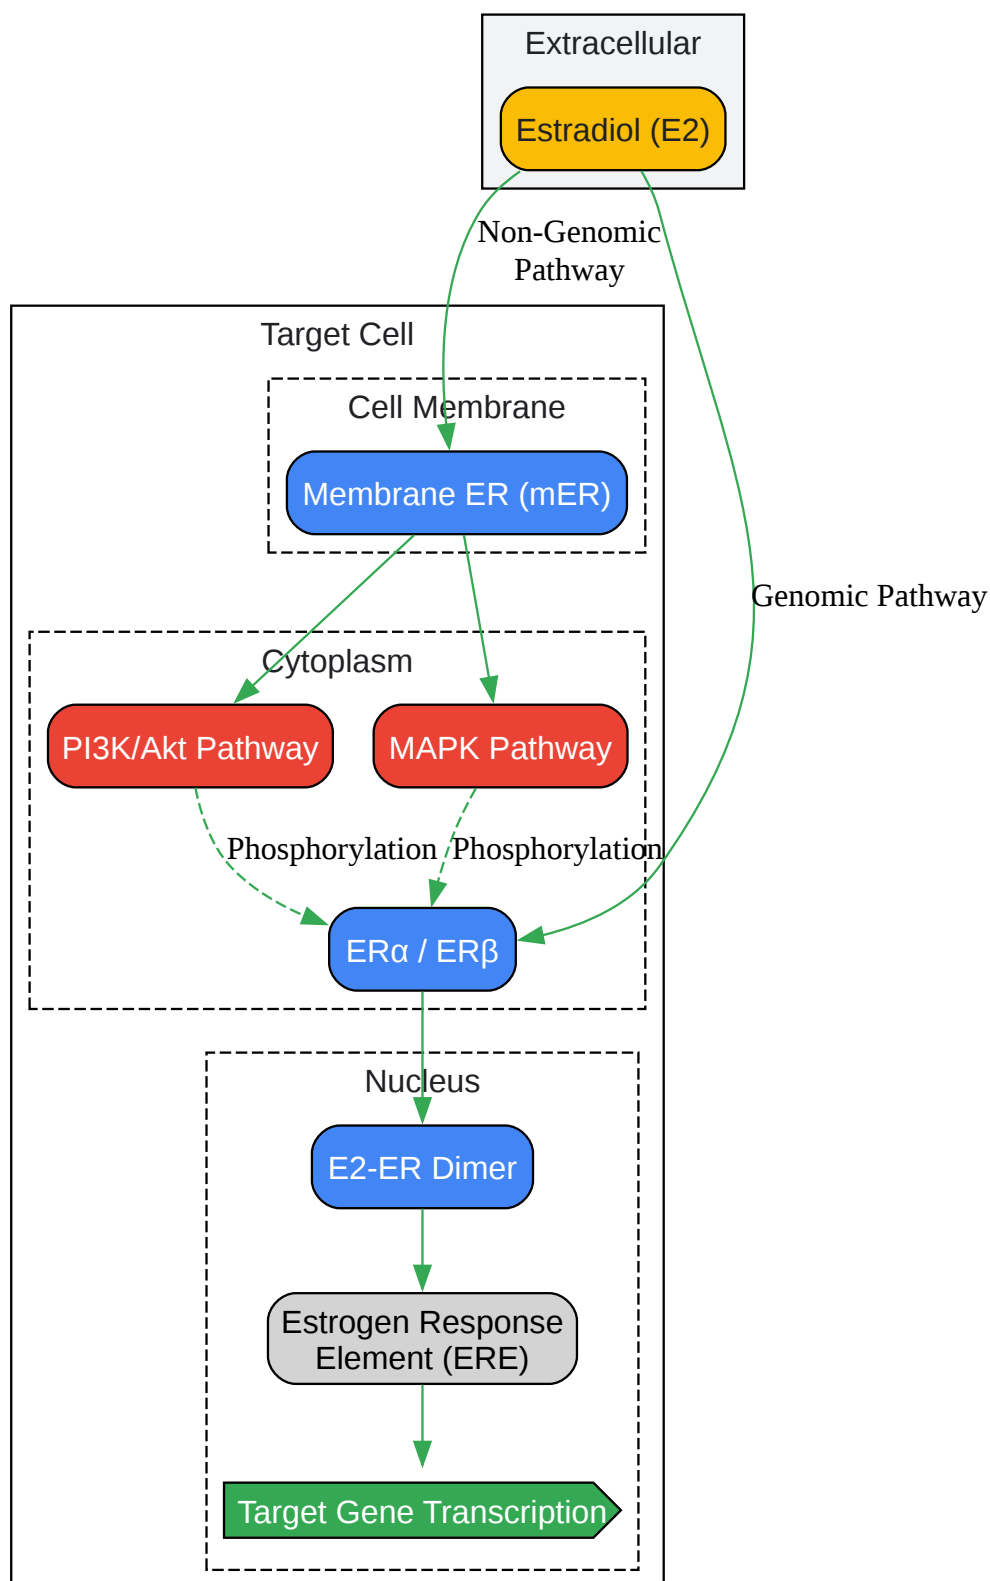 Extracellular
Estradiol (E2)
Non-Genomic
Pathway
Target Cell
Cell Membrane
Membrane ER (mER)
Genomic Pathway
Cytoplasm
PI3K/Akt Pathway
MAPK Pathway
Phosphorylation
Phosphorylation
ERα / ERβ
Nucleus
E2-ER Dimer
Estrogen Response
Element (ERE)
Target Gene Transcription